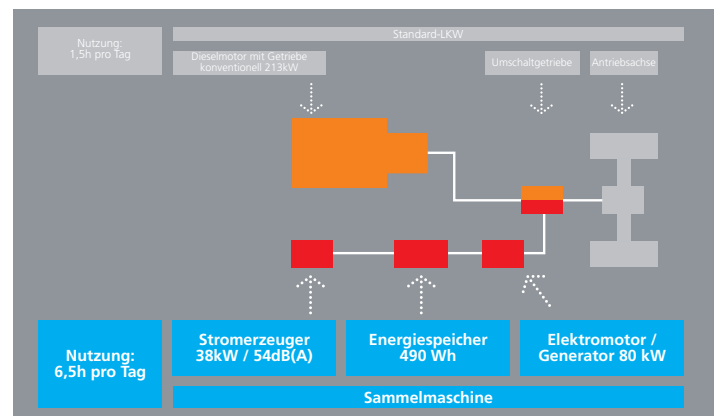 Nutzung:
1,5h pro Tag
Standard-LKW
Dieselmotor mit Getriebe
konventionell 213kW
Umschaltgetriebe
Antriebsachse
Nutzung:
6,5h pro Tag
Stromerzeuger
38kW / 54dB(A)
Energiespeicher
490 Wh
Elektromotor /
Generator 80 kW
Sammelmaschine